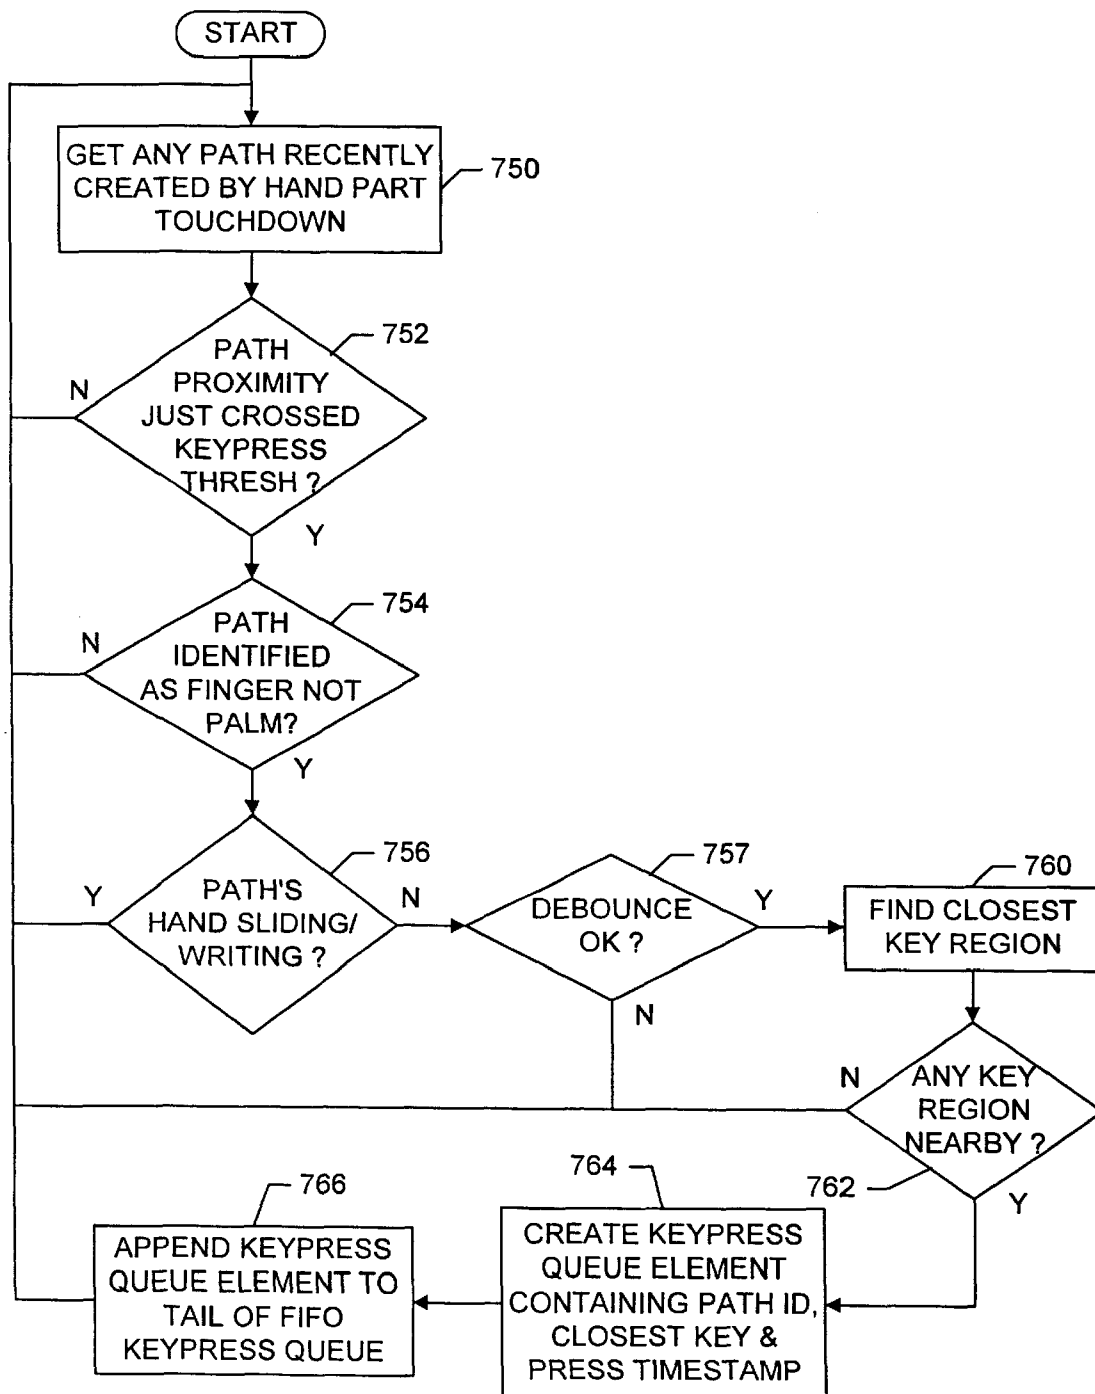 START
GET ANY PATH RECENTLY
CREATED BY HAND PART
TOUCHDOWN
750
PATH
PROXIMITY
JUST CROSSED
KEYPRESS
THRESH ?
752
N
Y
PATH
IDENTIFIED
AS FINGER NOT
PALM?
754
N
Y
PATH'S
HAND SLIDING/
WRITING ?
756
Y
N
DEBOUNCE
OK ?
757
Y
N
760
FIND CLOSEST
KEY REGION
ANY KEY
REGION
NEARBY ?
762
N
Y
764
CREATE KEYPRESS
QUEUE ELEMENT
CONTAINING PATH ID,
CLOSEST KEY &
PRESS TIMESTAMP
766
APPEND KEYPRESS
QUEUE ELEMENT TO
TAIL OF FIFO
KEYPRESS QUEUE